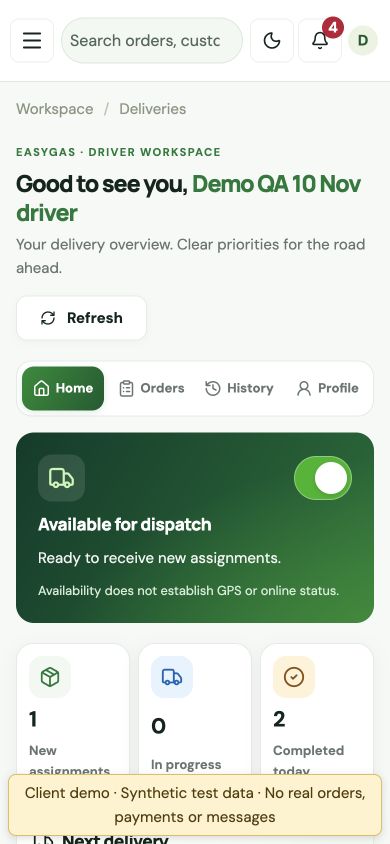 Search orders, custc
4
D
Workspace / Deliveries
EASYGAS · DRIVER WORKSPACE
Good to see you, Demo QA 10 Nov
driver
Your delivery overview. Clear priorities for the road
ahead.
Refresh
Home Orders History Profile
Available for dispatch
Ready to receive new assignments.
Availability does not establish GPS or online status.
1
New
assignments
0
In progress
2
Completed
today
Client demo · Synthetic test data · No real orders,
payments or messages
Next delivery